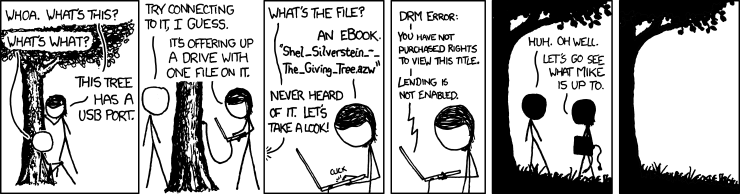 WHOA. WHAT'S THIS?
WHAT'S WHAT?
THIS TREE
HAS A
USB PORT.
TRY CONNECTING
TO IT, I GUESS.
IT'S OFFERING UP
A DRIVE WITH
ONE FILE ON IT.
WHAT'S THE FILE?
AN EBOOK.
"Shel_Silverstein_-_
The_Giving_Tree.azw"
NEVER HEARD
OF IT. LET'S
TAKE A LOOK!
CLICK
DRM ERROR:
YOU HAVE NOT
PURCHASED RIGHTS
TO VIEW THIS TITLE.
LENDING IS
NOT ENABLED.
HUH. OH WELL.
LET'S GO SEE
WHAT MIKE
IS UP TO.